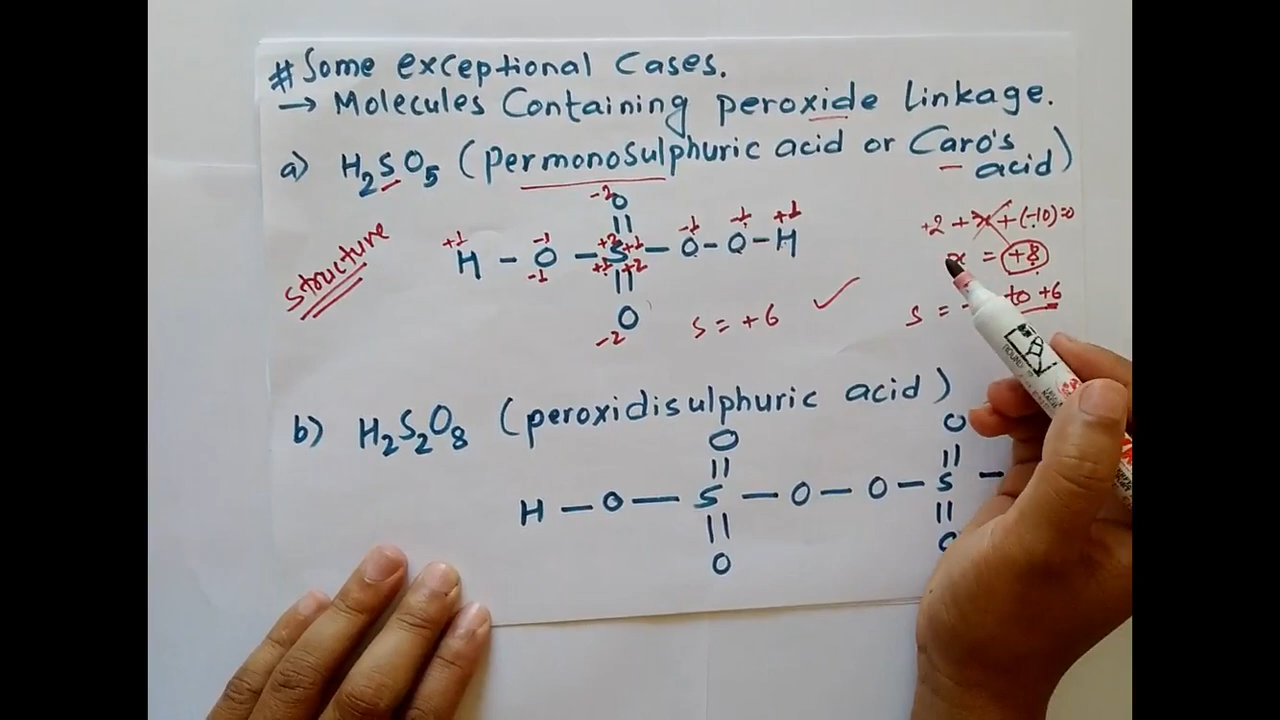 # Some exceptional Cases.
→ Molecules Containing peroxide linkage.
a) H2SO5 (permonosulphuric acid or Caro's acid)
structure
-2
O
||
+1 -1 +2 +1 -1 -1 +1
H - O - S - O - O - H
-1 +1 +2
||
O
-2
S = +6 ✓
+2 + x + (-10) = 0
x = +8
S = - to +6
b) H2S2O8 (peroxidisulphuric acid)
O O
|| ||
H - O - S - O - O - S -
|| ||
O O